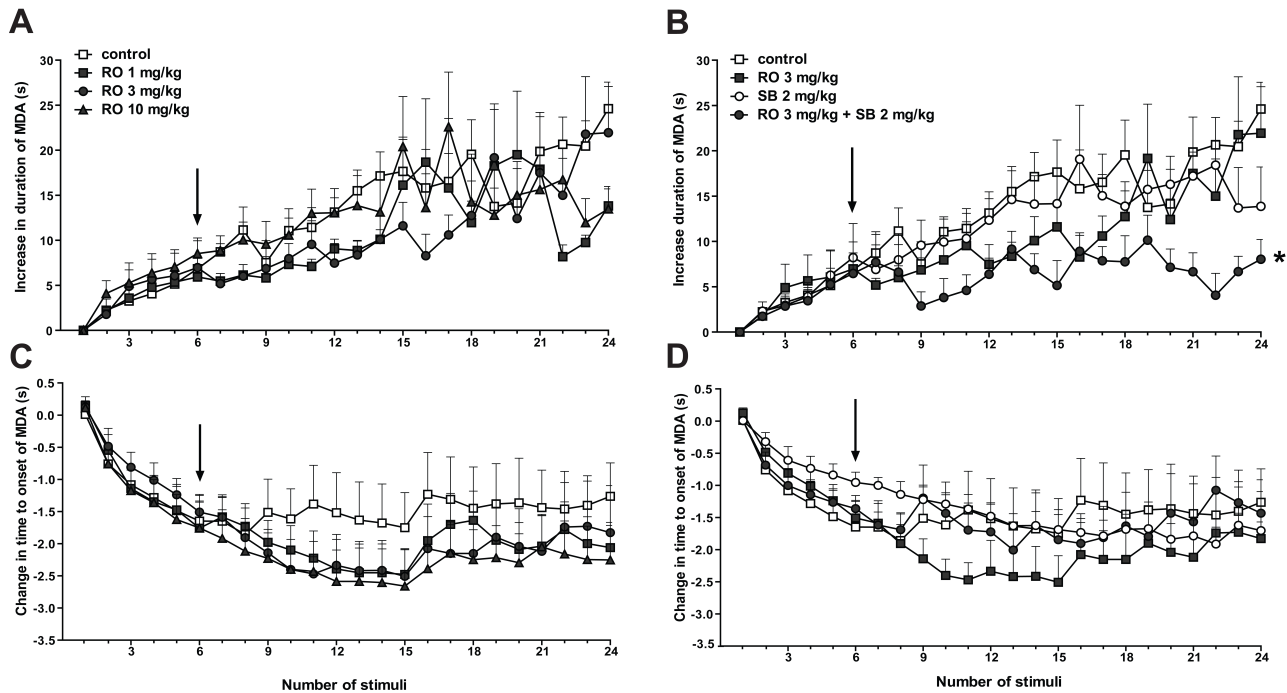 A
control
RO 1 mg/kg
RO 3 mg/kg
RO 10 mg/kg
Increase in duration of MDA (s)
30
25
20
15
10
5
0
3 6 9 12 15 18 21 24
B
control
RO 3 mg/kg
SB 2 mg/kg
RO 3 mg/kg + SB 2 mg/kg
Increase duration of MDA (s)
30
25
20
15
10
5
0
3 6 9 12 15 18 21 24
*
C
Change in time to onset of MDA (s)
0.5
0.0
-0.5
-1.0
-1.5
-2.0
-2.5
-3.0
-3.5
3 6 9 12 15 18 21 24
Number of stimuli
D
Change in time to onset of MDA (s)
0.5
0.0
-0.5
-1.0
-1.5
-2.0
-2.5
-3.0
-3.5
3 6 9 12 15 18 21 24
Number of stimuli